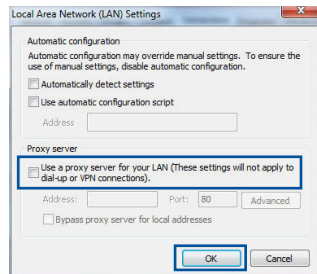 Local Area Network (LAN) Settings
Automatic configuration
Automatic configuration may override manual settings. To ensure the
use of manual settings, disable automatic configuration.
Automatically detect settings
Use automatic configuration script
Address
Proxy server
Use a proxy server for your LAN (These settings will not apply to
dial-up or VPN connections).
Address:
Port: 80
Advanced
Bypass proxy server for local addresses
OK
Cancel